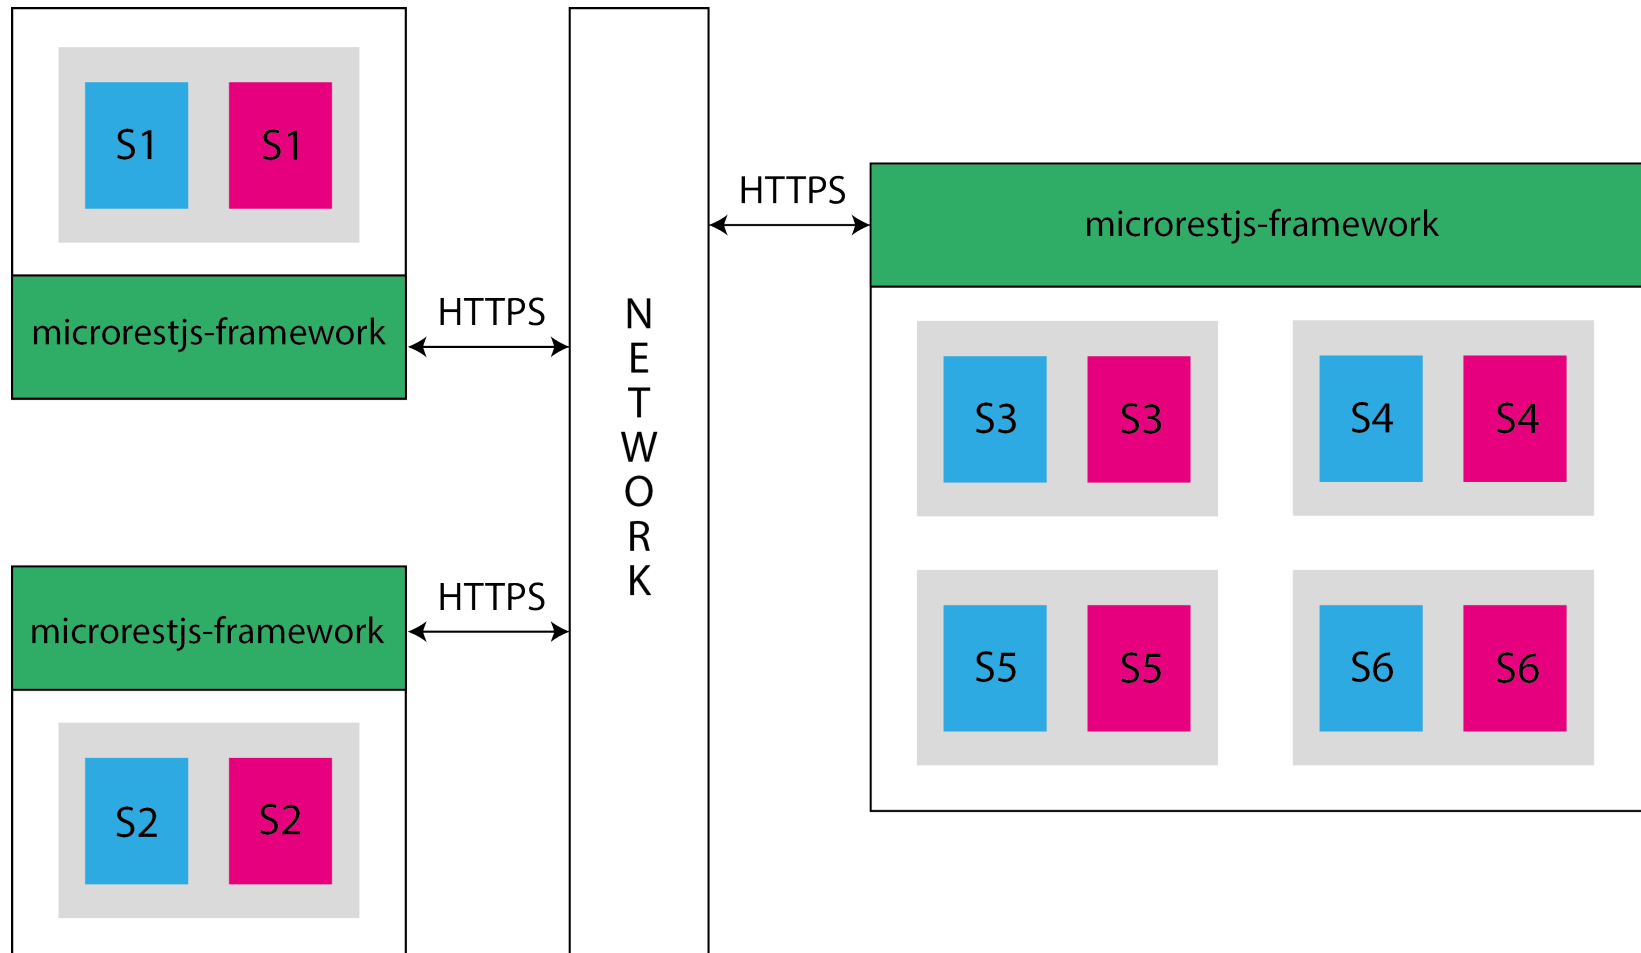 S1 S1
microrestjs-framework
HTTPS
microrestjs-framework
HTTPS
S2 S2
N
E
T
W
O
R
K
HTTPS
microrestjs-framework
S3 S3 S4 S4
S5 S5 S6 S6